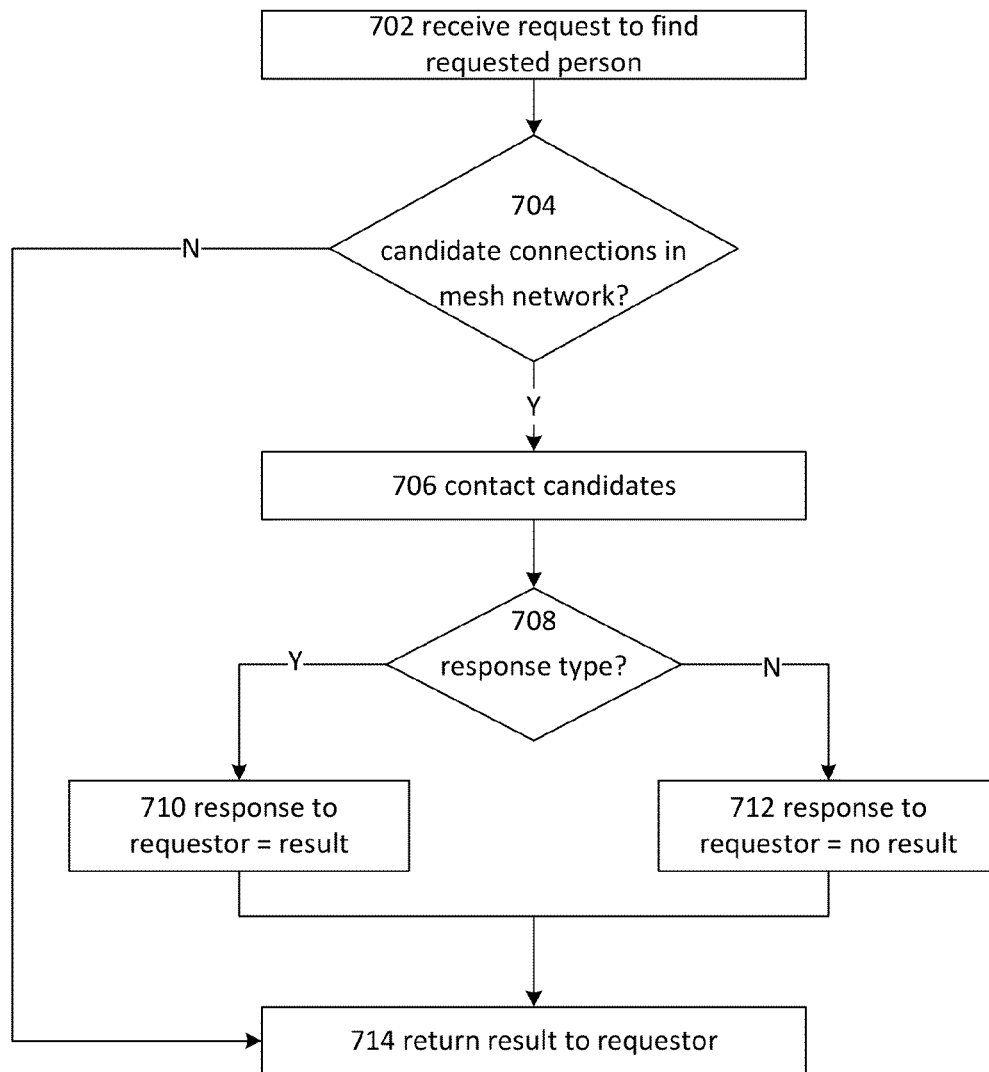 702 receive request to find
requested person
704
candidate connections in
mesh network?
N
Y
706 contact candidates
708
response type?
Y
N
710 response to
requestor = result
712 response to
requestor = no result
714 return result to requestor